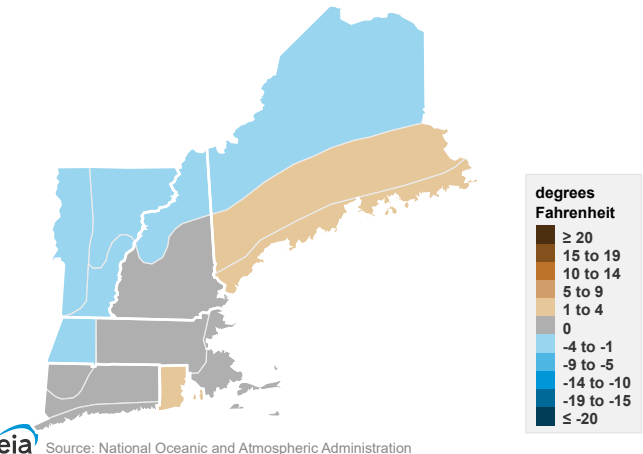 degrees
Fahrenheit
≥ 20
15 to 19
10 to 14
5 to 9
1 to 4
0
-4 to -1
-9 to -5
-14 to -10
-19 to -15
≤ -20
eia
Source: National Oceanic and Atmospheric Administration